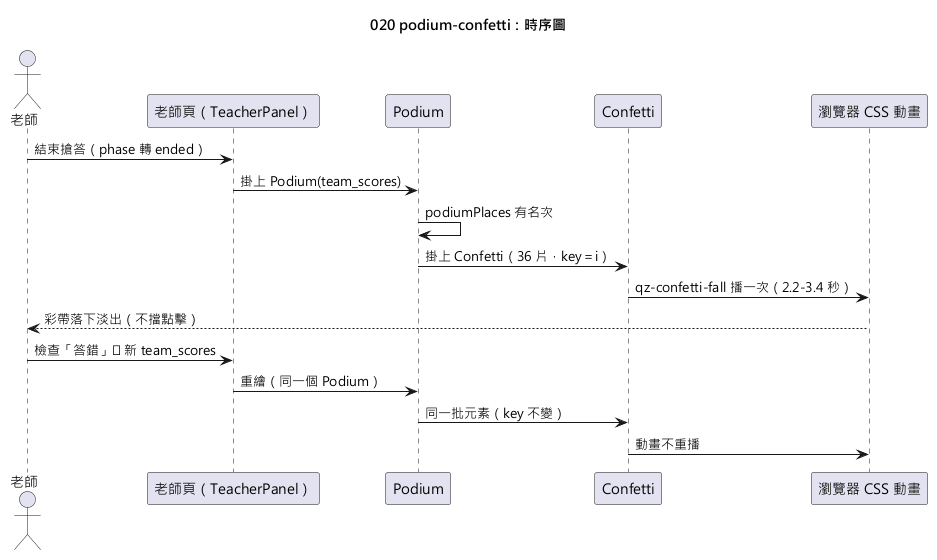 020 podium-confetti：時序圖
老師
老師頁（TeacherPanel）
Podium
Confetti
瀏覽器 CSS 動畫
結束搶答（phase 轉 ended）
掛上 Podium(team_scores)
podiumPlaces 有名次
掛上 Confetti（36 片．key = i）
qz-confetti-fall 播一次（2.2-3.4 秒）
彩帶落下淡出（不擋點擊）
檢查「答錯」 新 team_scores
重繪（同一個 Podium）
同一批元素（key 不變）
動畫不重播
老師
老師頁（TeacherPanel）
Podium
Confetti
瀏覽器 CSS 動畫